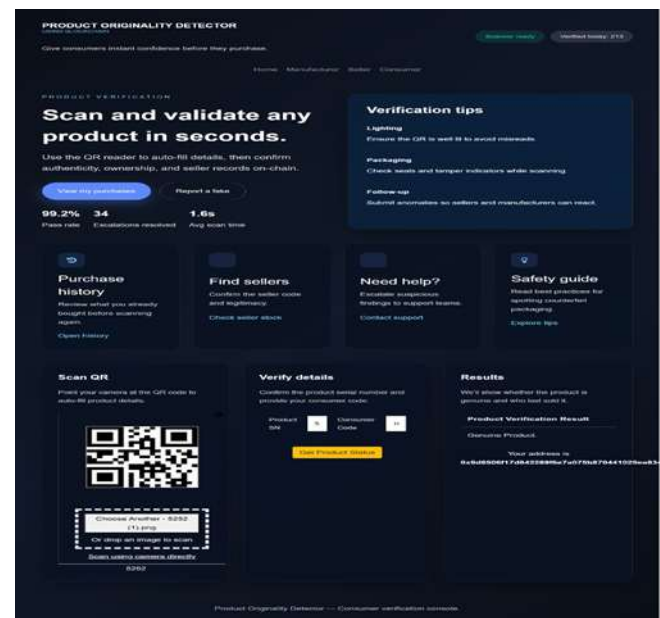 PRODUCT ORIGINALITY DETECTOR
USING BLOCKCHAIN
Give consumers instant confidence before they purchase.
Scanner ready
Verified today: 213
Home Manufacturer Seller Consumer
PRODUCT VERIFICATION
Scan and validate any
product in seconds.
Use the QR reader to auto-fill details, then confirm
authenticity, ownership, and seller records on-chain.
View my purchases
Report a fake
99.2% 34 1.6s
Pass rate Escalations resolved Avg scan time
Verification tips
Lighting
Ensure the QR is well lit to avoid misreads.
Packaging
Check seals and tamper indicators while scanning.
Follow-up
Submit anomalies so sellers and manufacturers can react.
Purchase
history
Review what you already
bought before scanning
again.
Open history
Find sellers
Confirm the seller code
and legitimacy.
Check seller stock
Need help?
Escalate suspicious
findings to support teams.
Contact support
Safety guide
Read best practices for
spotting counterfeit
packaging.
Explore tips
Scan QR
Point your camera at the QR code to
auto-fill product details.
Choose Another - 5252
(1).png
Or drop an image to scan
Scan using camera directly
5252
Verify details
Confirm the product serial number and
provide your consumer code.
Product
SN
5
Consumer
Code
Get Product Status
Results
We'll show whether the product is
genuine and who last sold it.
Product Verification Result
Genuine Product.
Your address is
Product Originality Detector — Consumer verification console.